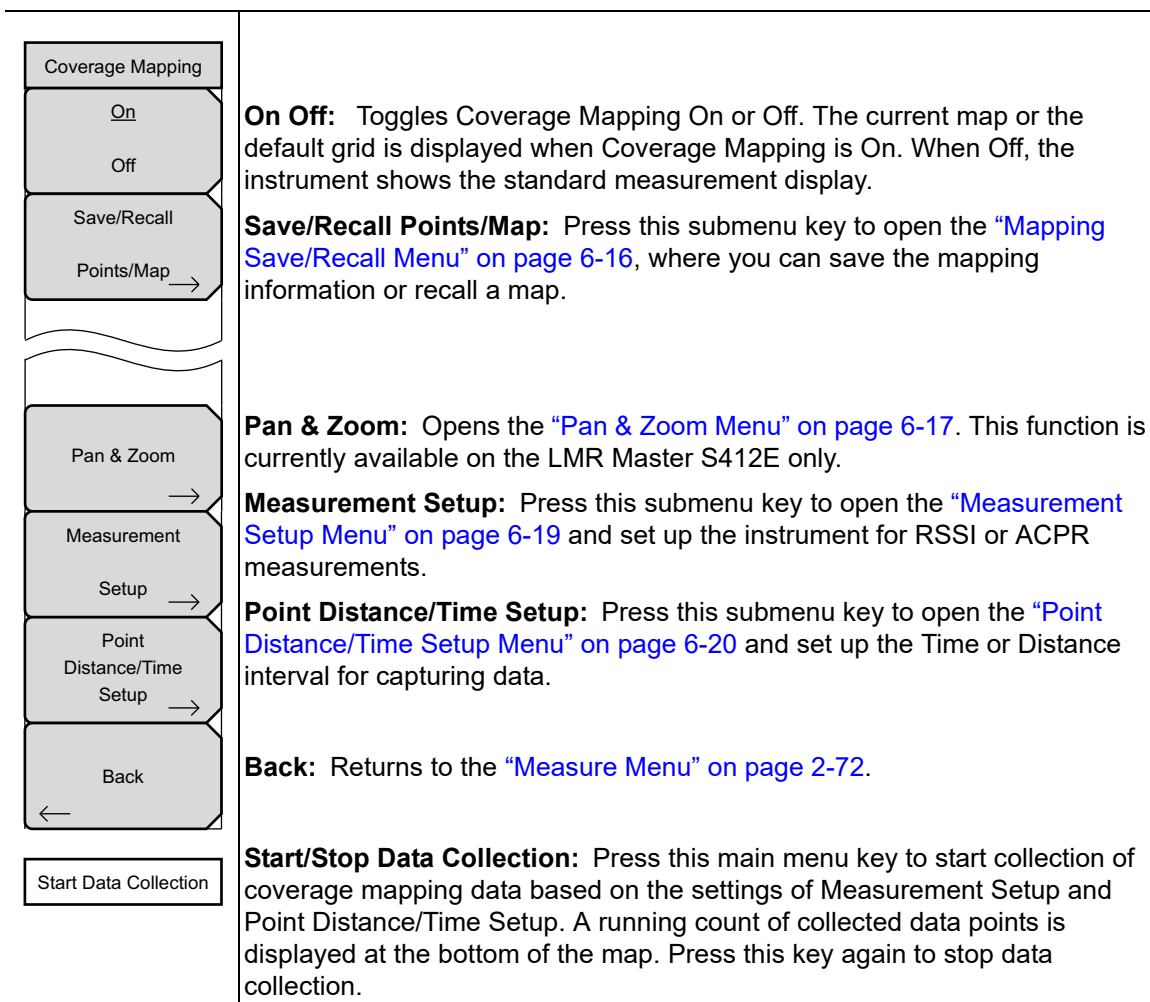 Coverage Mapping
On
Off
Save/Recall
Points/Map
Pan & Zoom
Measurement
Setup
Point
Distance/Time
Setup
Back
Start Data Collection
On Off: Toggles Coverage Mapping On or Off. The current map or the
default grid is displayed when Coverage Mapping is On. When Off, the
instrument shows the standard measurement display.
Save/Recall Points/Map: Press this submenu key to open the “Mapping
Save/Recall Menu” on page 6-16, where you can save the mapping
information or recall a map.
Pan & Zoom: Opens the “Pan & Zoom Menu” on page 6-17. This function is
currently available on the LMR Master S412E only.
Measurement Setup: Press this submenu key to open the “Measurement
Setup Menu” on page 6-19 and set up the instrument for RSSI or ACPR
measurements.
Point Distance/Time Setup: Press this submenu key to open the “Point
Distance/Time Setup Menu” on page 6-20 and set up the Time or Distance
interval for capturing data.
Back: Returns to the “Measure Menu” on page 2-72.
Start/Stop Data Collection: Press this main menu key to start collection of
coverage mapping data based on the settings of Measurement Setup and
Point Distance/Time Setup. A running count of collected data points is
displayed at the bottom of the map. Press this key again to stop data
collection.